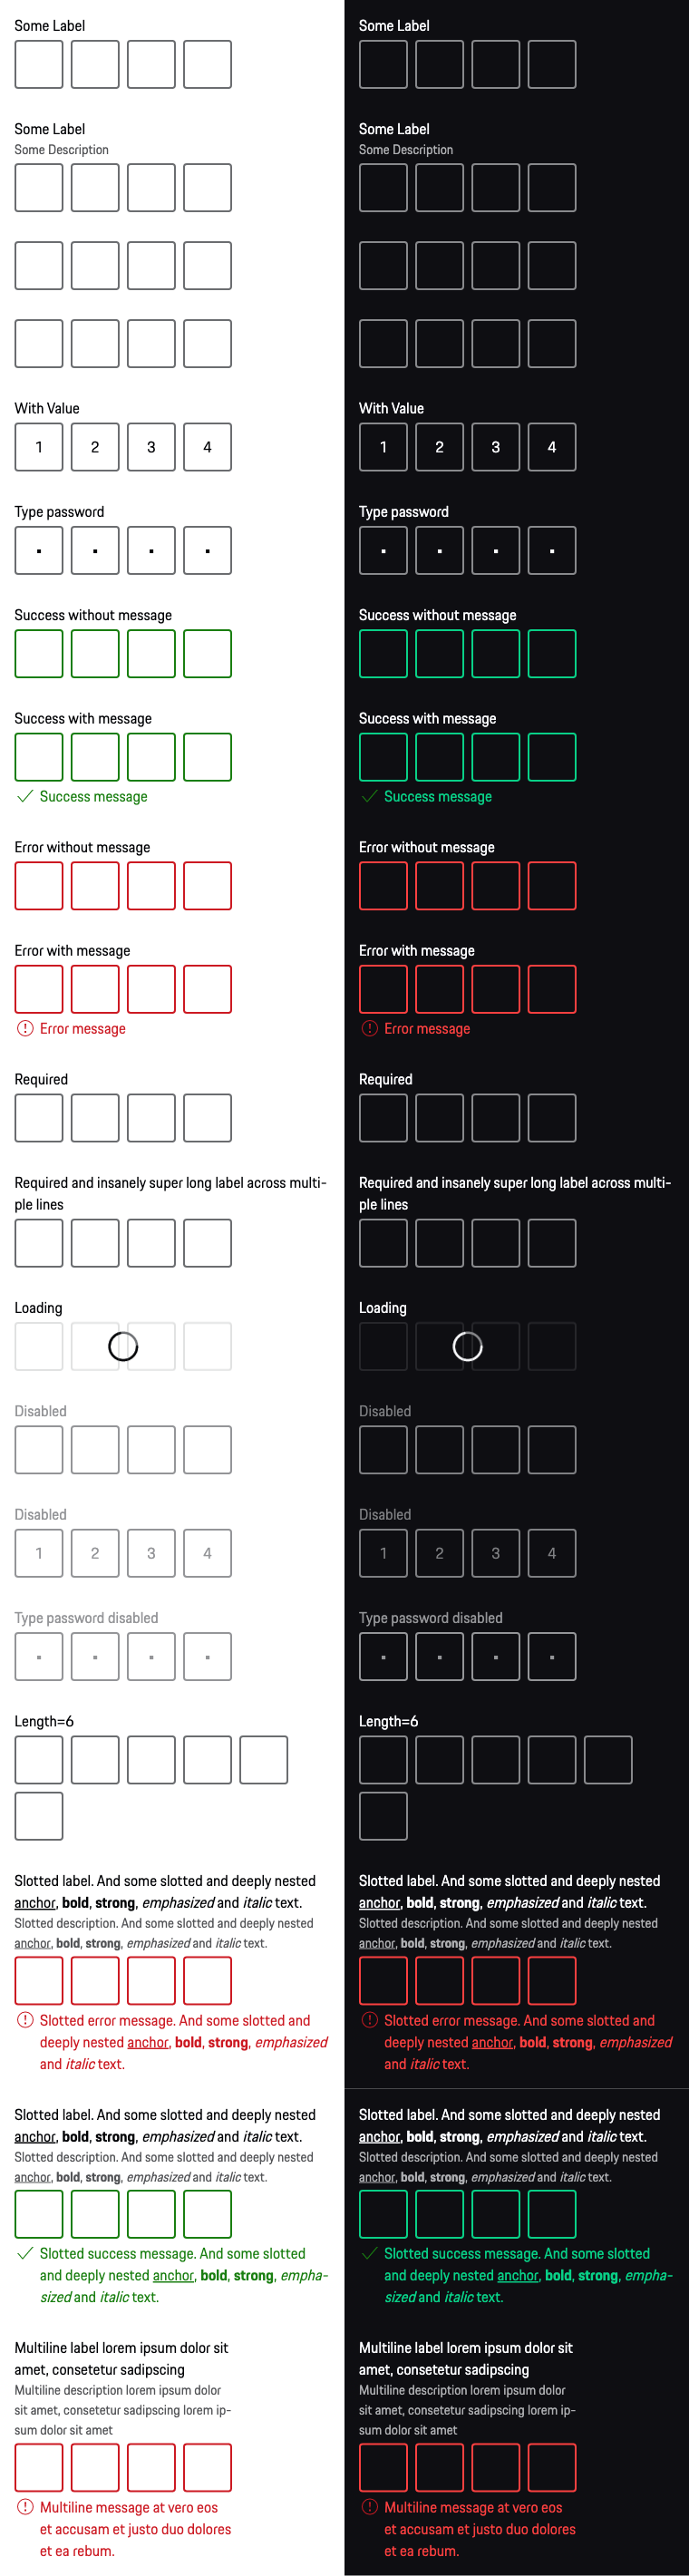 Some Label
Some Label
Some Description
With Value
1 2 3 4
Type password
Success without message
Success with message
Success message
Error without message
Error with message
Error message
Required
Required and insanely super long label across multi-
ple lines
Loading
Disabled
Disabled
1 2 3 4
Type password disabled
Length=6
Slotted label. And some slotted and deeply nested
anchor, bold, strong, emphasized and italic text.
Slotted description. And some slotted and deeply nested
anchor, bold, strong, emphasized and italic text.
Slotted error message. And some slotted and
deeply nested anchor, bold, strong, emphasized
and italic text.
Slotted label. And some slotted and deeply nested
anchor, bold, strong, emphasized and italic text.
Slotted description. And some slotted and deeply nested
anchor, bold, strong, emphasized and italic text.
Slotted success message. And some slotted
and deeply nested anchor, bold, strong, empha-
sized and italic text.
Multiline label lorem ipsum dolor sit
amet, consetetur sadipscing
Multiline description lorem ipsum dolor
sit amet, consetetur sadipscing lorem ip-
sum dolor sit amet
Multiline message at vero eos
et accusam et justo duo dolores
et ea rebum.
Some Label
Some Label
Some Description
With Value
1 2 3 4
Type password
Success without message
Success with message
Success message
Error without message
Error with message
Error message
Required
Required and insanely super long label across multi-
ple lines
Loading
Disabled
Disabled
1 2 3 4
Type password disabled
Length=6
Slotted label. And some slotted and deeply nested
anchor, bold, strong, emphasized and italic text.
Slotted description. And some slotted and deeply nested
anchor, bold, strong, emphasized and italic text.
Slotted error message. And some slotted and
deeply nested anchor, bold, strong, emphasized
and italic text.
Slotted label. And some slotted and deeply nested
anchor, bold, strong, emphasized and italic text.
Slotted description. And some slotted and deeply nested
anchor, bold, strong, emphasized and italic text.
Slotted success message. And some slotted
and deeply nested anchor, bold, strong, empha-
sized and italic text.
Multiline label lorem ipsum dolor sit
amet, consetetur sadipscing
Multiline description lorem ipsum dolor
sit amet, consetetur sadipscing lorem ip-
sum dolor sit amet
Multiline message at vero eos
et accusam et justo duo dolores
et ea rebum.